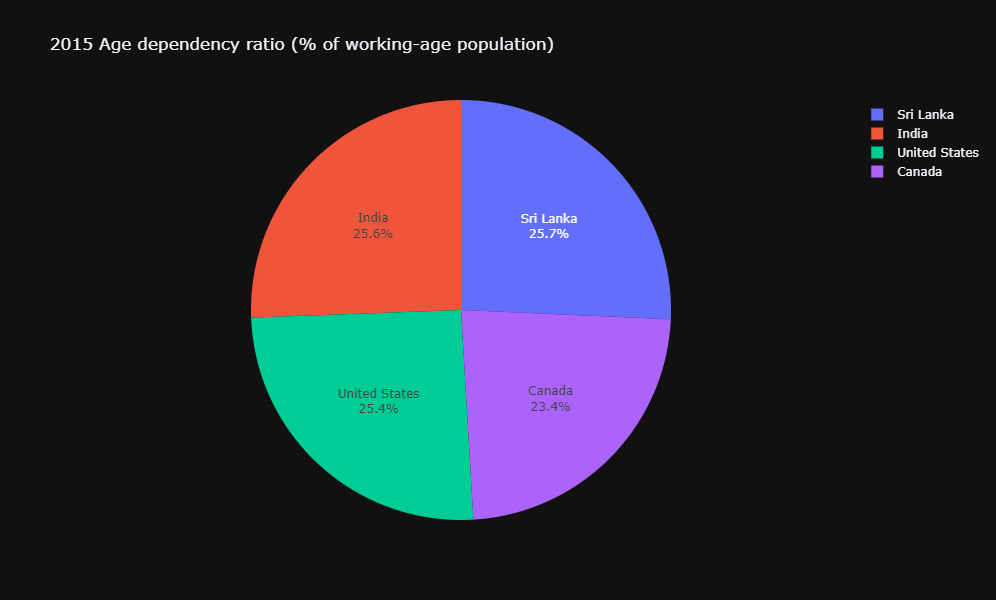 2015 Age dependency ratio (% of working-age population)
Sri Lanka
India
United States
Canada
India
25.6%
Sri Lanka
25.7%
United States
25.4%
Canada
23.4%